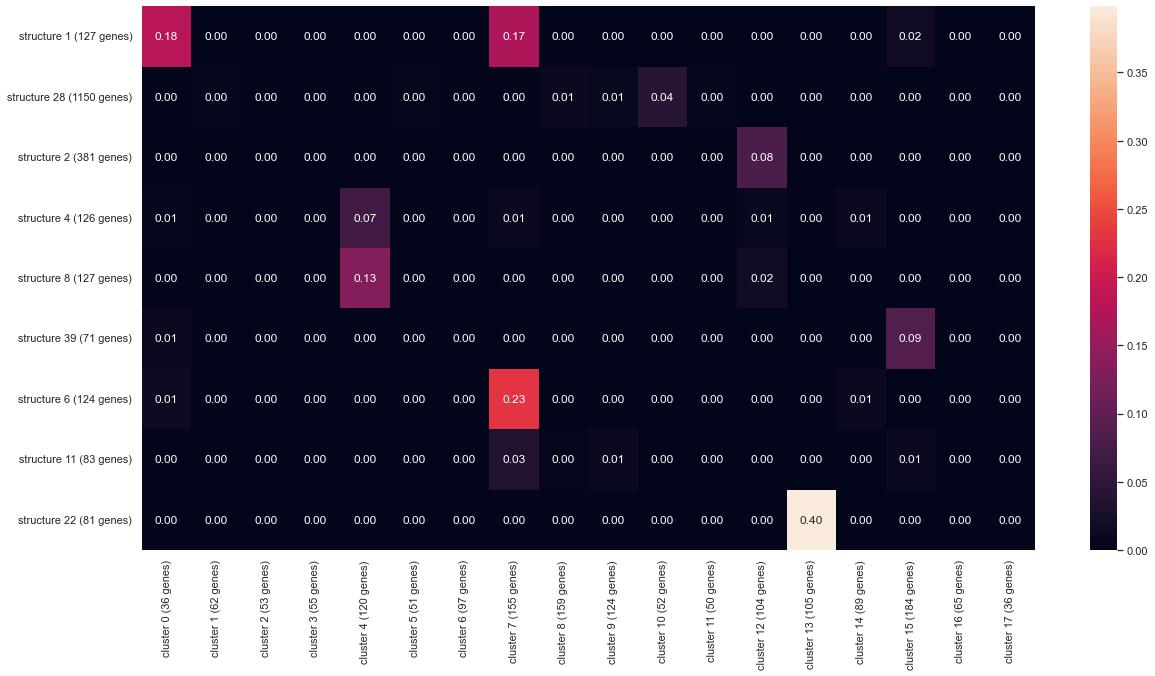 structure 1 (127 genes) 0.18 0.00 0.00 0.00 0.00 0.00 0.00 0.17 0.00 0.00 0.00 0.00 0.00 0.00 0.00 0.02 0.00 0.00
structure 28 (1150 genes) 0.00 0.00 0.00 0.00 0.00 0.00 0.00 0.00 0.01 0.01 0.04 0.00 0.00 0.00 0.00 0.00 0.00 0.00
structure 2 (381 genes) 0.00 0.00 0.00 0.00 0.00 0.00 0.00 0.00 0.00 0.00 0.00 0.00 0.08 0.00 0.00 0.00 0.00 0.00
structure 4 (126 genes) 0.01 0.00 0.00 0.00 0.07 0.00 0.00 0.01 0.00 0.00 0.00 0.00 0.01 0.00 0.01 0.00 0.00 0.00
structure 8 (127 genes) 0.00 0.00 0.00 0.00 0.13 0.00 0.00 0.00 0.00 0.00 0.00 0.00 0.02 0.00 0.00 0.00 0.00 0.00
structure 39 (71 genes) 0.01 0.00 0.00 0.00 0.00 0.00 0.00 0.00 0.00 0.00 0.00 0.00 0.00 0.00 0.00 0.09 0.00 0.00
structure 6 (124 genes) 0.01 0.00 0.00 0.00 0.00 0.00 0.00 0.23 0.00 0.00 0.00 0.00 0.00 0.00 0.01 0.00 0.00 0.00
structure 11 (83 genes) 0.00 0.00 0.00 0.00 0.00 0.00 0.00 0.03 0.00 0.01 0.00 0.00 0.00 0.00 0.00 0.01 0.00 0.00
structure 22 (81 genes) 0.00 0.00 0.00 0.00 0.00 0.00 0.00 0.00 0.00 0.00 0.00 0.00 0.00 0.40 0.00 0.00 0.00 0.00
cluster 0 (36 genes)
cluster 1 (62 genes)
cluster 2 (53 genes)
cluster 3 (55 genes)
cluster 4 (120 genes)
cluster 5 (51 genes)
cluster 6 (97 genes)
cluster 7 (155 genes)
cluster 8 (159 genes)
cluster 9 (124 genes)
cluster 10 (52 genes)
cluster 11 (50 genes)
cluster 12 (104 genes)
cluster 13 (105 genes)
cluster 14 (89 genes)
cluster 15 (184 genes)
cluster 16 (65 genes)
cluster 17 (36 genes)
0.35
0.30
0.25
0.20
0.15
0.10
0.05
0.00